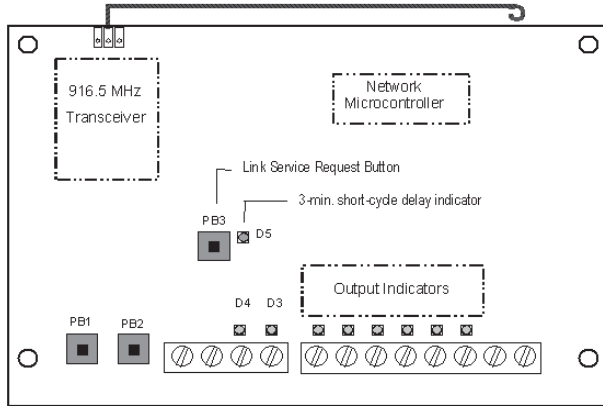 916.5 MHz
Transceiver
Network
Microcontroller
Link Service Request Button
3-min. short-cycle delay indicator
PB3
D5
Output Indicators
D4 D3
PB1 PB2